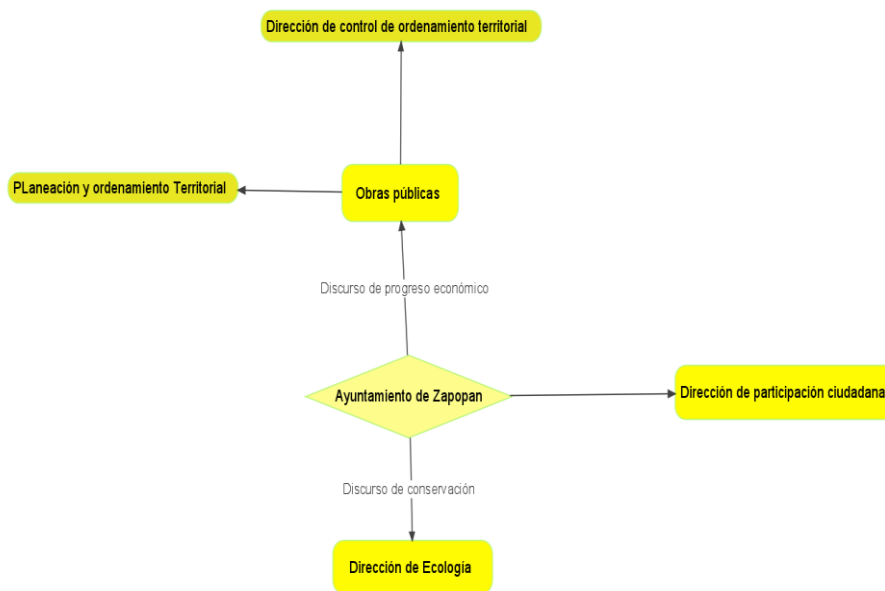 Dirección de control de ordenamiento territorial
PLaneación y ordenamiento Territorial
Obras públicas
Discurso de progreso económico
Ayuntamiento de Zapopan
Dirección de participación ciudadana
Discurso de conservación
Dirección de Ecología